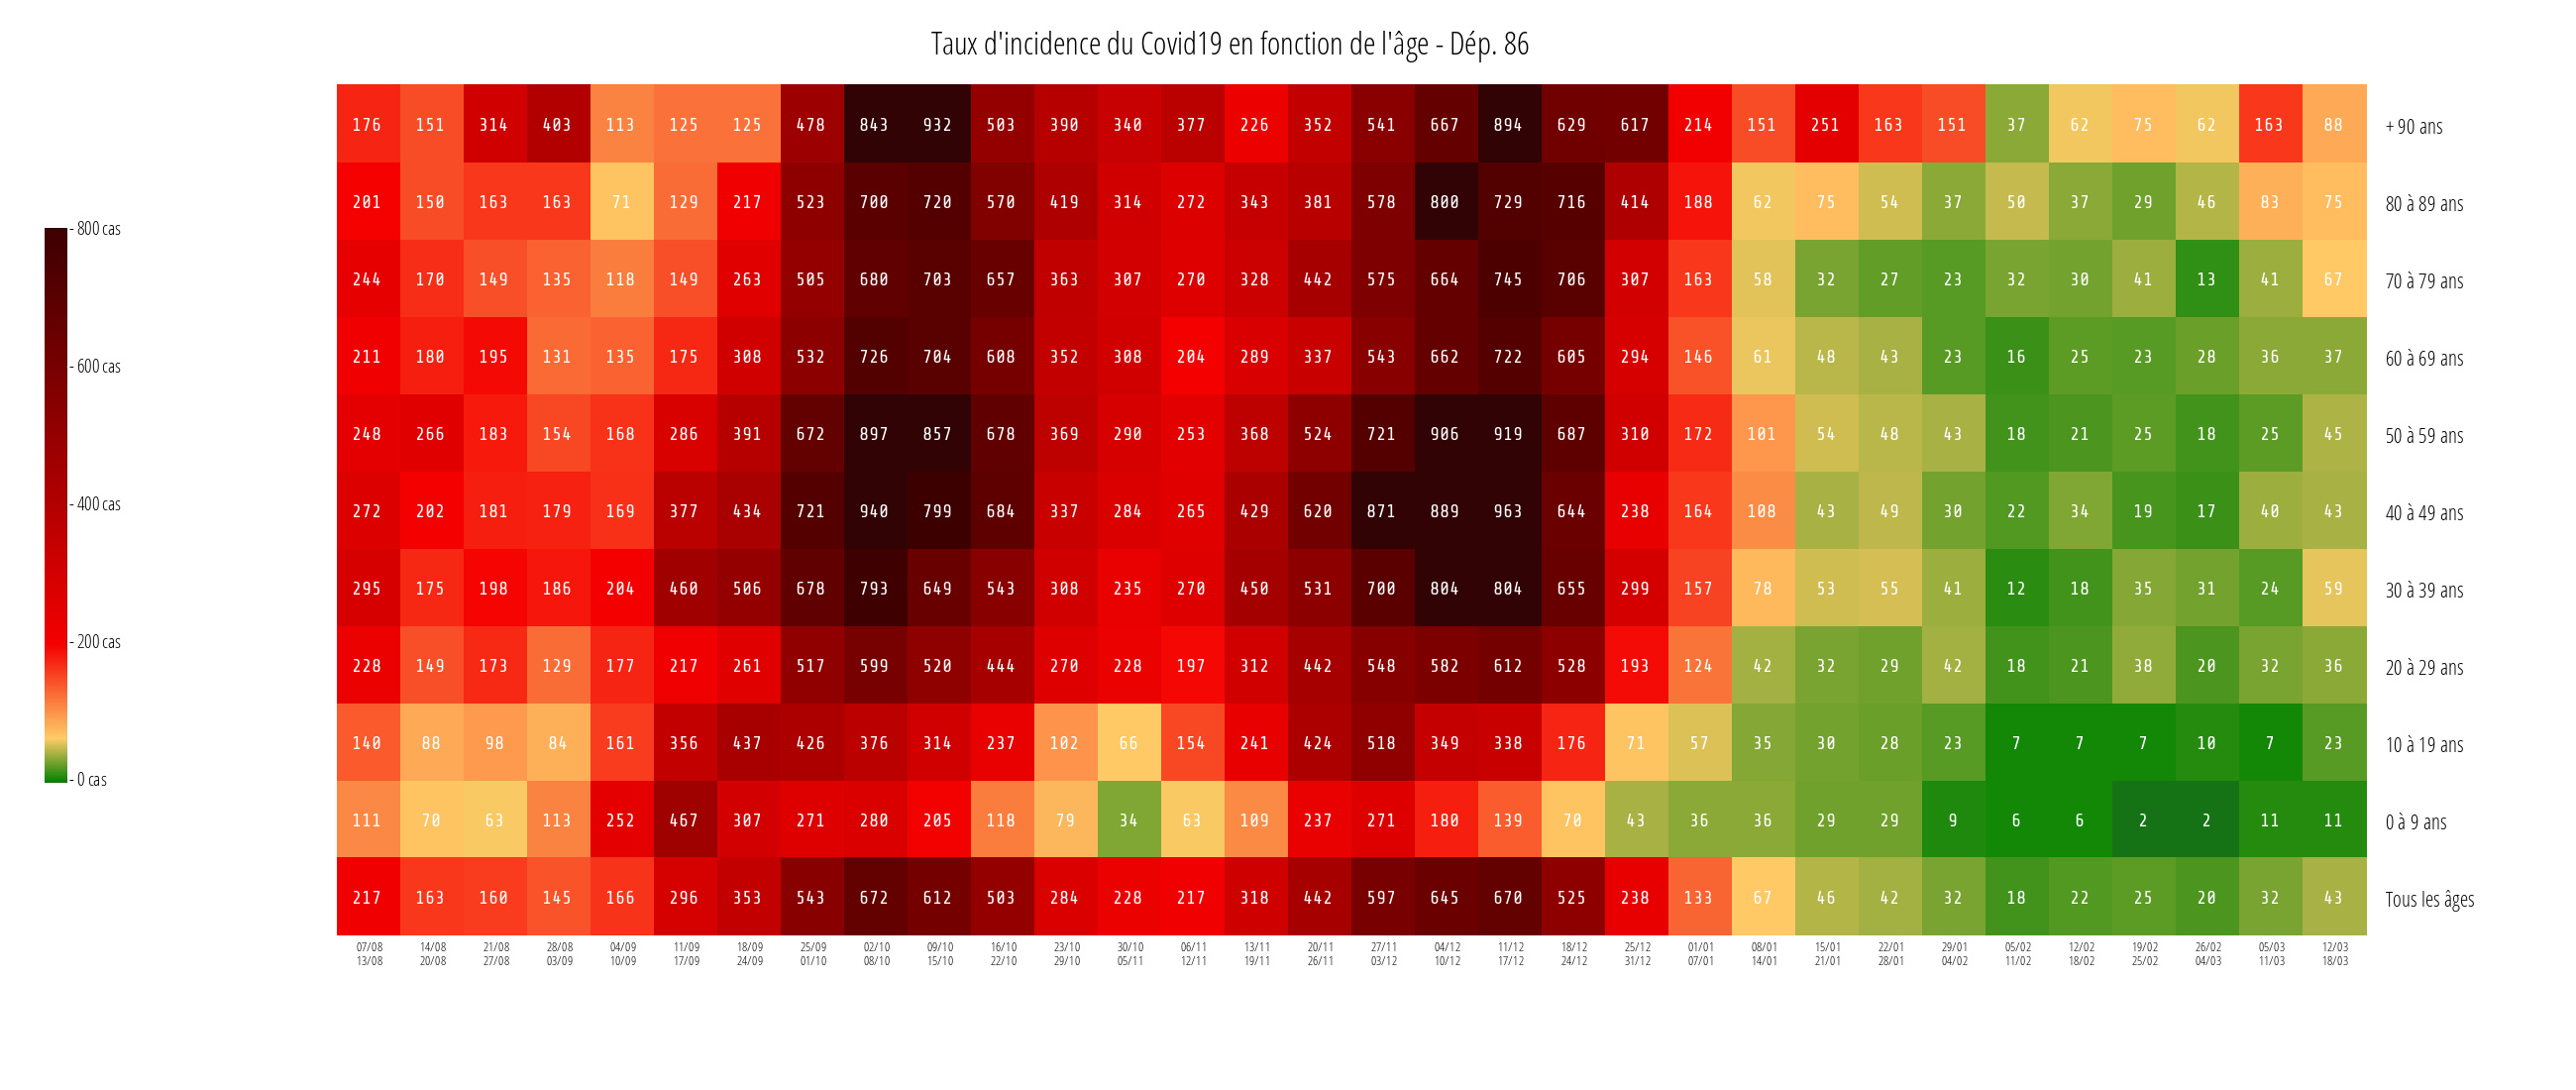 Taux d'incidence du Covid19 en fonction de l'âge - Dép. 86
- 800 cas
- 600 cas
- 400 cas
- 200 cas
- 0 cas
176 151 314 403 113 125 125 478 843 932 503 390 340 377 226 352 541 667 894 629 617 214 151 251 163 151 37 62 75 62 163 88 + 90 ans
201 150 163 163 71 129 217 523 700 720 570 419 314 272 343 381 578 800 729 716 414 188 62 75 54 37 50 37 29 46 83 75 80 à 89 ans
244 170 149 135 118 149 263 505 680 703 657 363 307 270 328 442 575 664 745 706 307 163 58 32 27 23 32 30 41 13 41 67 70 à 79 ans
211 180 195 131 135 175 308 532 726 704 608 352 308 204 289 337 543 662 722 605 294 146 61 48 43 23 16 25 23 28 36 37 60 à 69 ans
248 266 183 154 168 286 391 672 897 857 678 369 290 253 368 524 721 906 919 687 310 172 101 54 48 43 18 21 25 18 25 45 50 à 59 ans
272 202 181 179 169 377 434 721 940 799 684 337 284 265 429 620 871 889 963 644 238 164 108 43 49 30 22 34 19 17 40 43 40 à 49 ans
295 175 198 186 204 460 506 678 793 649 543 308 235 270 450 531 700 804 804 655 299 157 78 53 55 41 12 18 35 31 24 59 30 à 39 ans
228 149 173 129 177 217 261 517 599 520 444 270 228 197 312 442 548 582 612 528 193 124 42 32 29 42 18 21 38 20 32 36 20 à 29 ans
140 88 98 84 161 356 437 426 376 314 237 102 66 154 241 424 518 349 338 176 71 57 35 30 28 23 7 7 7 10 7 23 10 à 19 ans
111 70 63 113 252 467 307 271 280 205 118 79 34 63 109 237 271 180 139 70 43 36 36 29 29 9 6 6 2 2 11 11 0 à 9 ans
217 163 160 145 166 296 353 543 672 612 503 284 228 217 318 442 597 645 670 525 238 133 67 46 42 32 18 22 25 20 32 43 Tous les âges
07/08 14/08 21/08 28/08 04/09 11/09 18/09 25/09 02/10 09/10 16/10 23/10 30/10 06/11 13/11 20/11 27/11 04/12 11/12 18/12 25/12 01/01 08/01 15/01 22/01 29/01 05/02 12/02 19/02 26/02 05/03 12/03
13/08 20/08 27/08 03/09 10/09 17/09 24/09 01/10 08/10 15/10 22/10 29/10 05/11 12/11 19/11 26/11 03/12 10/12 17/12 24/12 31/12 07/01 14/01 21/01 28/01 04/02 11/02 18/02 25/02 04/03 11/03 18/03